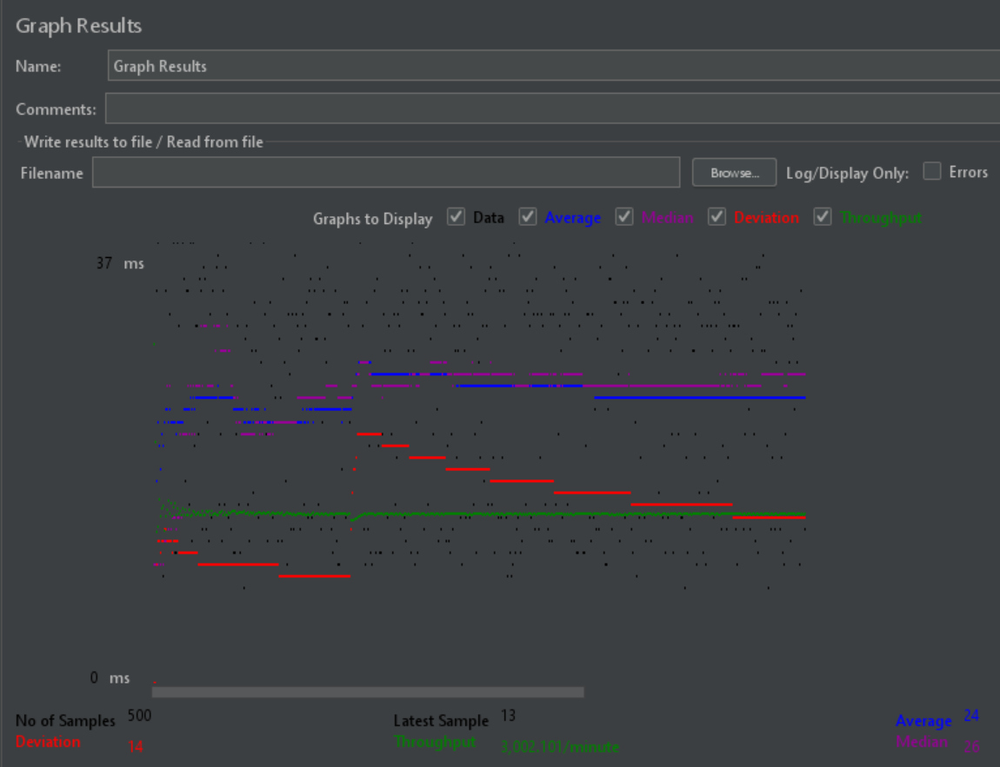 Graph Results
Name: Graph Results
Comments:
Write results to file / Read from file
Filename Browse... Log/Display Only: Errors
Graphs to Display Data Average Median Deviation Throughput
37 ms
0 ms
No of Samples 500 Latest Sample 13 Average 24
Deviation 14 Throughput 3,002.101/minute Median